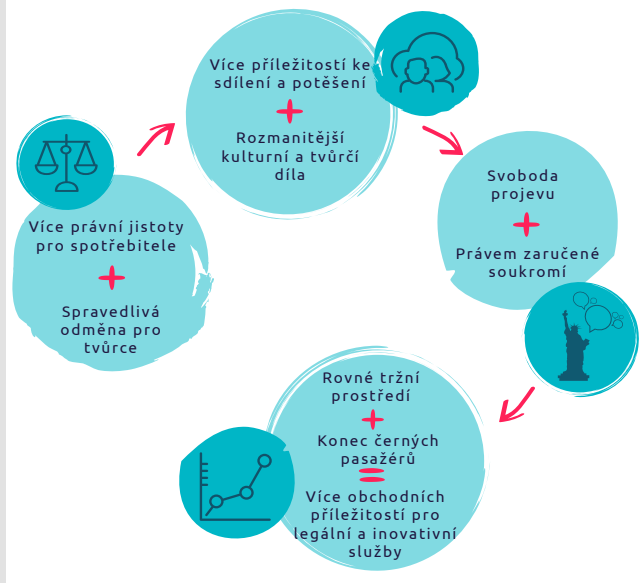 Více právní jistoty
pro spotřebitele
+
Spravedlivá
odměna pro
tvůrce
Více příležitostí ke
sdílení a potěšení
+
Rozmanitější
kulturní a tvůrčí
díla
Svoboda
projevu
+
Právem zaručené
soukromí
Rovné tržní
prostředí
+
Konec černých
pasažérů
=
Více obchodních
příležitostí pro
legální a inovativní
služby